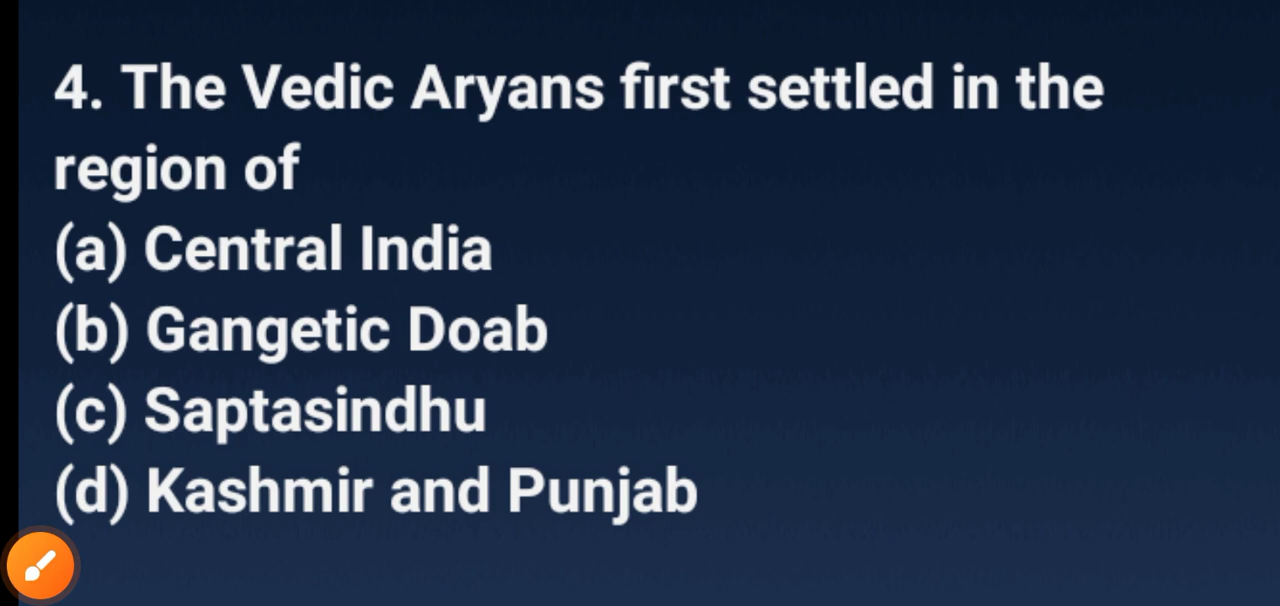 4. The Vedic Aryans first settled in the
region of
(a) Central India
(b) Gangetic Doab
(c) Saptasindhu
(d) Kashmir and Punjab